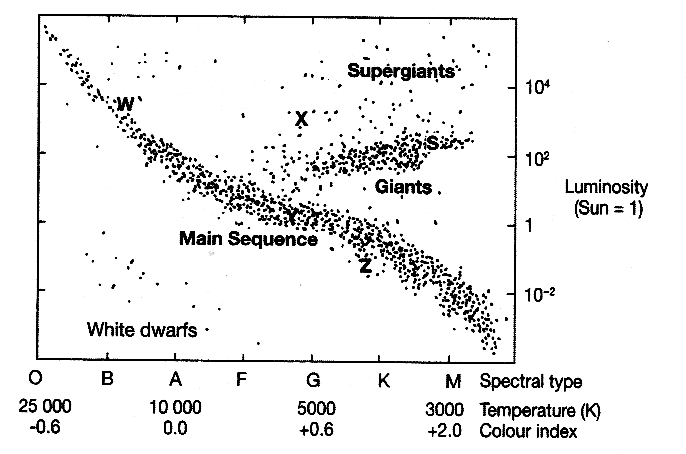 Supergiants
W
10⁴
X
S
10²
Giants
Luminosity
(Sun = 1)
Y
1
Main Sequence
Z
10⁻²
White dwarfs
O B A F G K M Spectral type
25 000 10 000 5000 3000 Temperature (K)
-0.6 0.0 +0.6 +2.0 Colour index